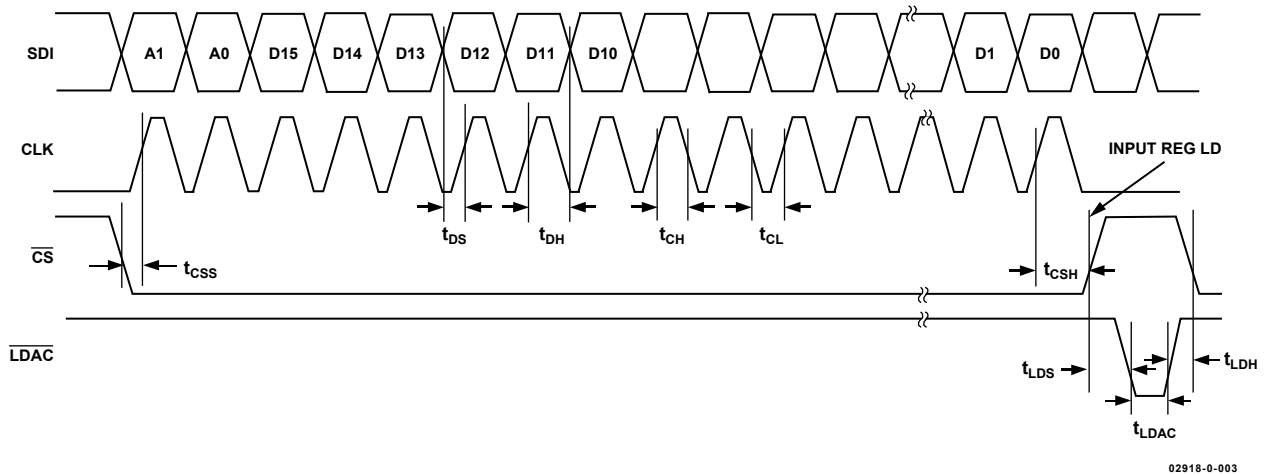 SDI A1 A0 D15 D14 D13 D12 D11 D10 D1 D0
CLK
INPUT REG LD
tDS tDH tCH tCL
CS tCSS tCSH
LDAC
tLDS tLDH
tLDAC
02918-0-003